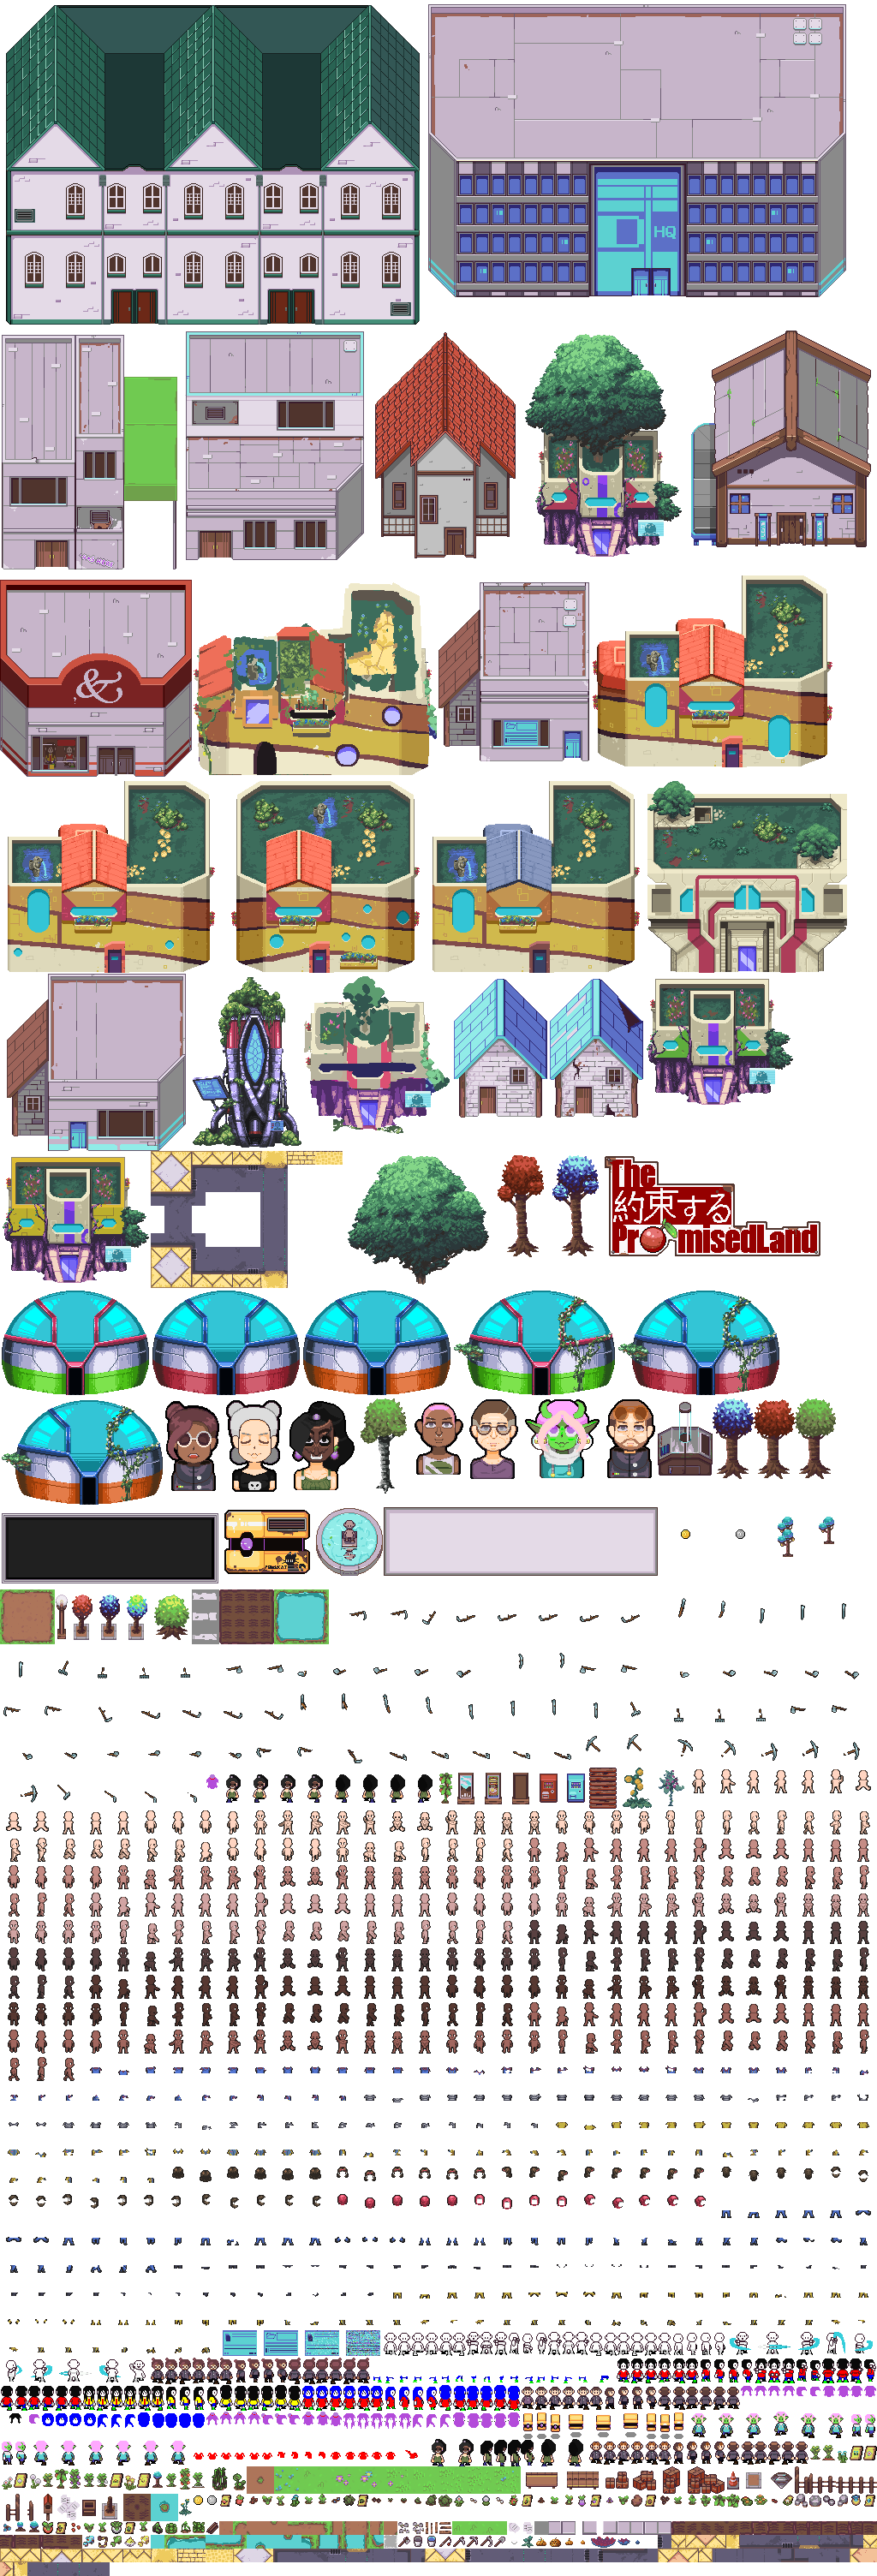 HQ
&
The
約束する
PromisedLand